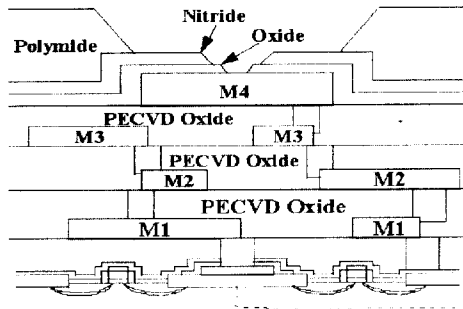 Nitride
Polymide
Oxide
M4
PECVD Oxide
M3
M3
PECVD Oxide
M2
M2
PECVD Oxide
M1
M1